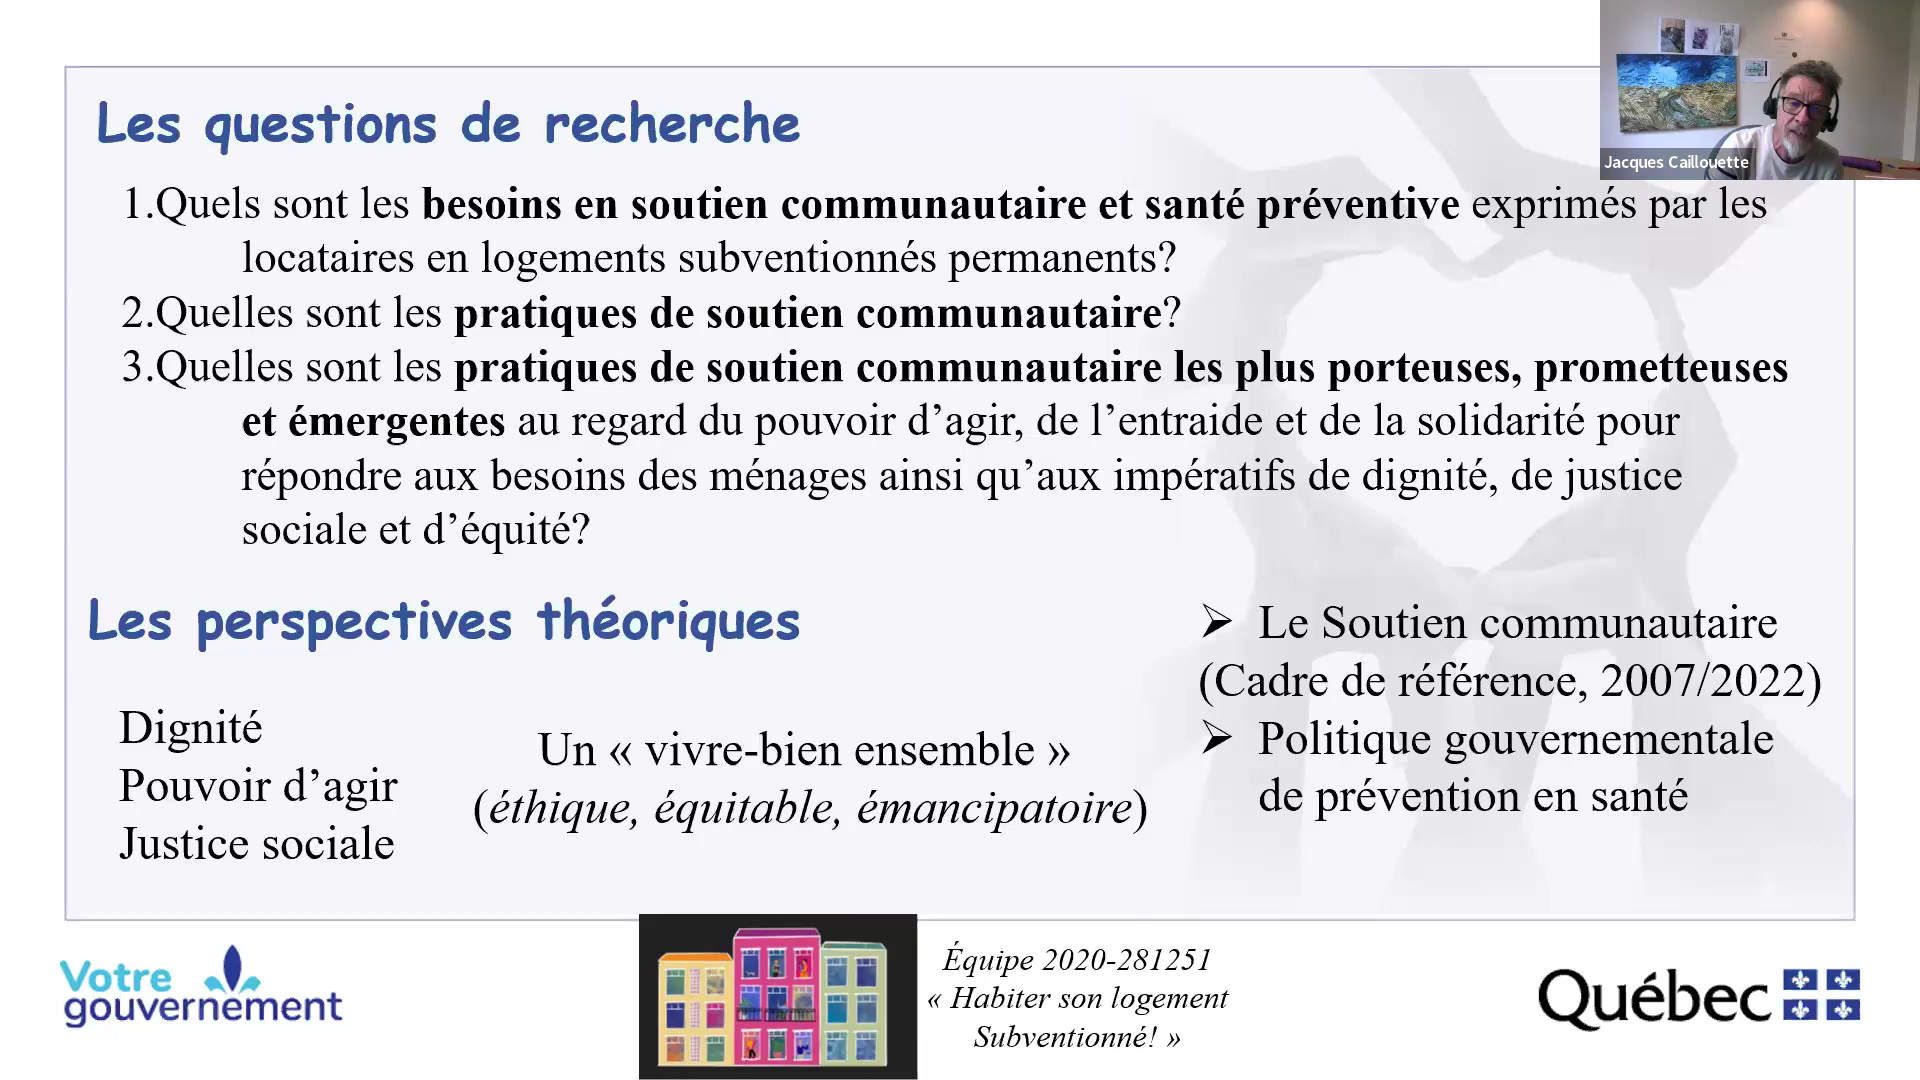 Jacques Caillouette
Les questions de recherche
1.Quels sont les besoins en soutien communautaire et santé préventive exprimés par les
locataires en logements subventionnés permanents?
2.Quelles sont les pratiques de soutien communautaire?
3.Quelles sont les pratiques de soutien communautaire les plus porteuses, prometteuses
et émergentes au regard du pouvoir d’agir, de l’entraide et de la solidarité pour
répondre aux besoins des ménages ainsi qu’aux impératifs de dignité, de justice
sociale et d’équité?
Les perspectives théoriques
Dignité
Pouvoir d’agir
Justice sociale
Un « vivre-bien ensemble »
(éthique, équitable, émancipatoire)
➢ Le Soutien communautaire
(Cadre de référence, 2007/2022)
➢ Politique gouvernementale
de prévention en santé
Votre
gouvernement
Équipe 2020-281251
« Habiter son logement
Subventionné! »
Québec